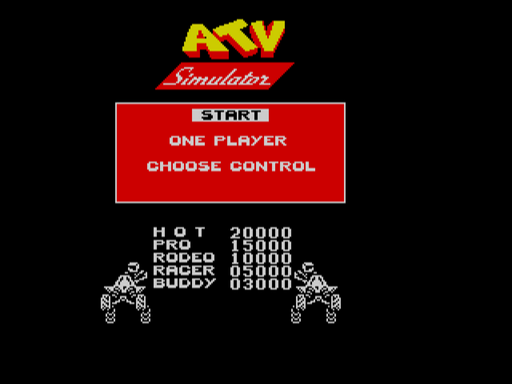 ATV
Simulator
START
ONE PLAYER
CHOOSE CONTROL
H O T 20000
PRO 15000
RODEO 10000
RACER 05000
BUDDY 03000